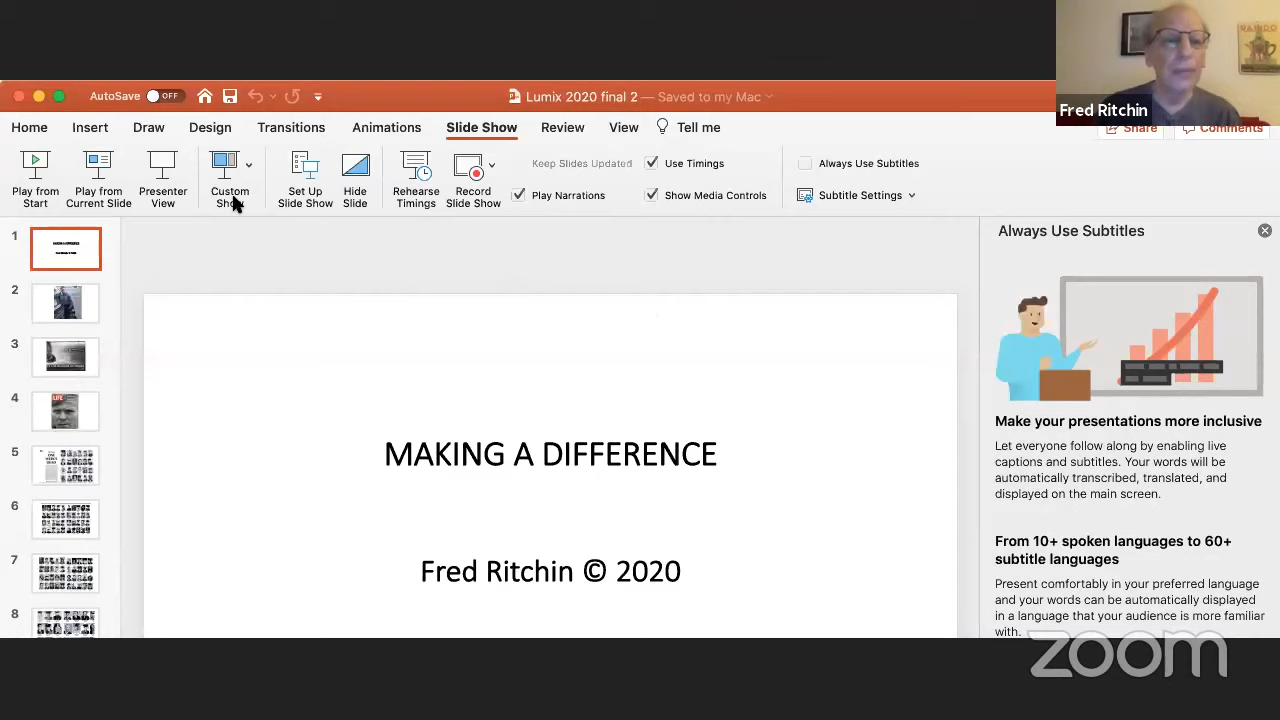 Fred Ritchin
AutoSave OFF
Lumix 2020 final 2 — Saved to my Mac
Home Insert Draw Design Transitions Animations Slide Show Review View Tell me
Share Comments
Play from Start
Play from Current Slide
Presenter View
Custom Show
Set Up Slide Show
Hide Slide
Rehearse Timings
Record Slide Show
Keep Slides Updated
Use Timings
Play Narrations
Show Media Controls
Always Use Subtitles
Subtitle Settings
1
2
3
4
LIFE
5
6
7
8
MAKING A DIFFERENCE
Fred Ritchin © 2020
Always Use Subtitles
Make your presentations more inclusive
Let everyone follow along by enabling live
captions and subtitles. Your words will be
automatically transcribed, translated, and
displayed on the main screen.
From 10+ spoken languages to 60+
subtitle languages
Present comfortably in your preferred language
and your words can be automatically displayed
in a language that your audience is more familiar
with.
zoom